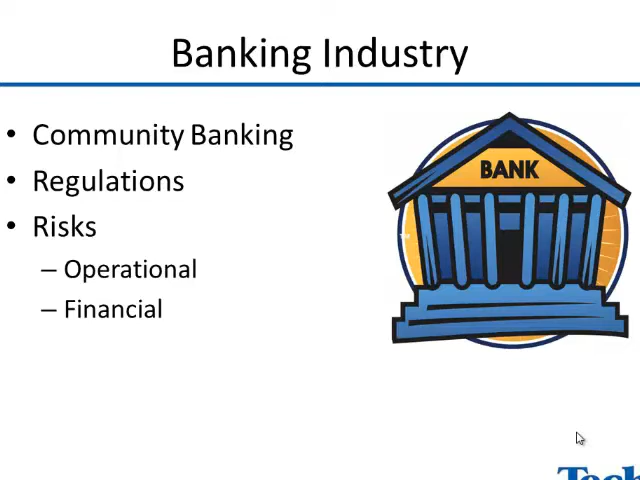 Banking Industry
• Community Banking
• Regulations
• Risks
– Operational
– Financial
BANK